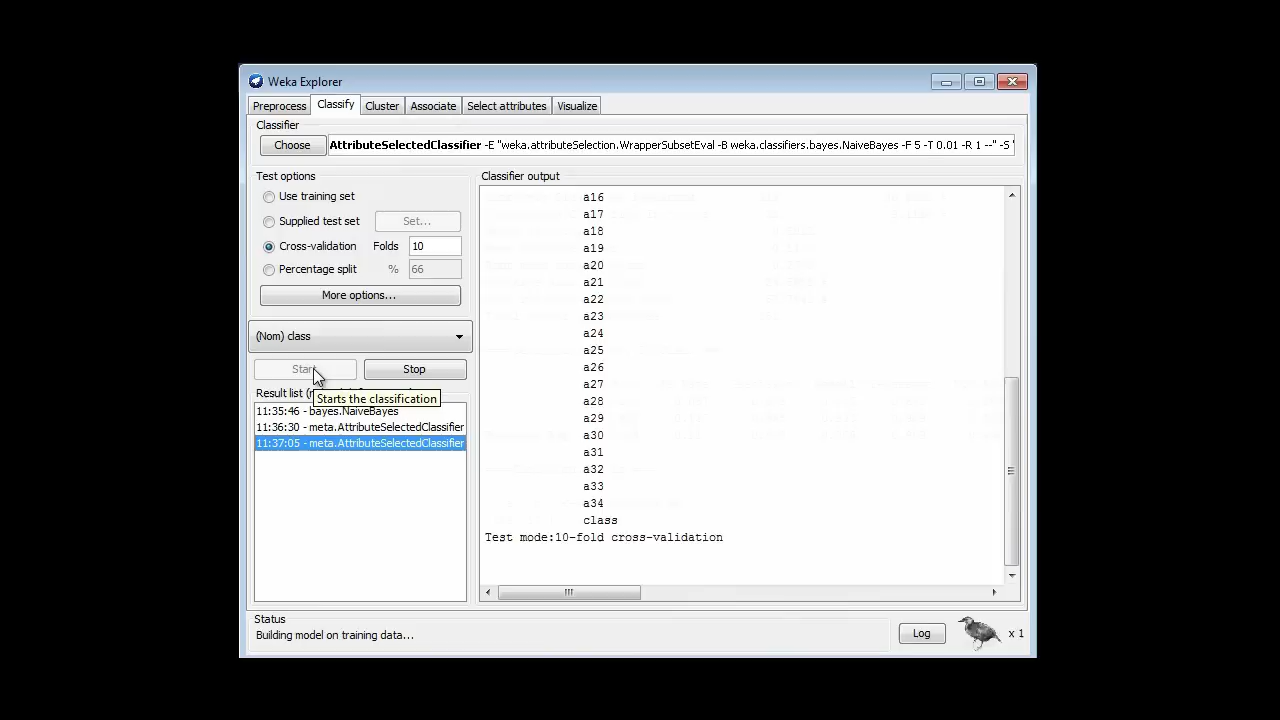 Weka Explorer
Preprocess Classify Cluster Associate Select attributes Visualize
Classifier
Choose AttributeSelectedClassifier -E "weka.attributeSelection.WrapperSubsetEval -B weka.classifiers.bayes.NaiveBayes -F 5 -T 0.01 -R 1 --" -S
Test options
Use training set
Supplied test set Set...
Cross-validation Folds 10
Percentage split % 66
More options...
(Nom) class
Start Stop
Result list
Starts the classification
11:35:46 - bayes.NaiveBayes
11:36:30 - meta.AttributeSelectedClassifier
11:37:05 - meta.AttributeSelectedClassifier
Classifier output
a16
a17
a18
a19
a20
a21
a22
a23
a24
a25
a26
a27
a28
a29
a30
a31
a32
a33
a34
class
Test mode:10-fold cross-validation
Status
Building model on training data...
Log x 1